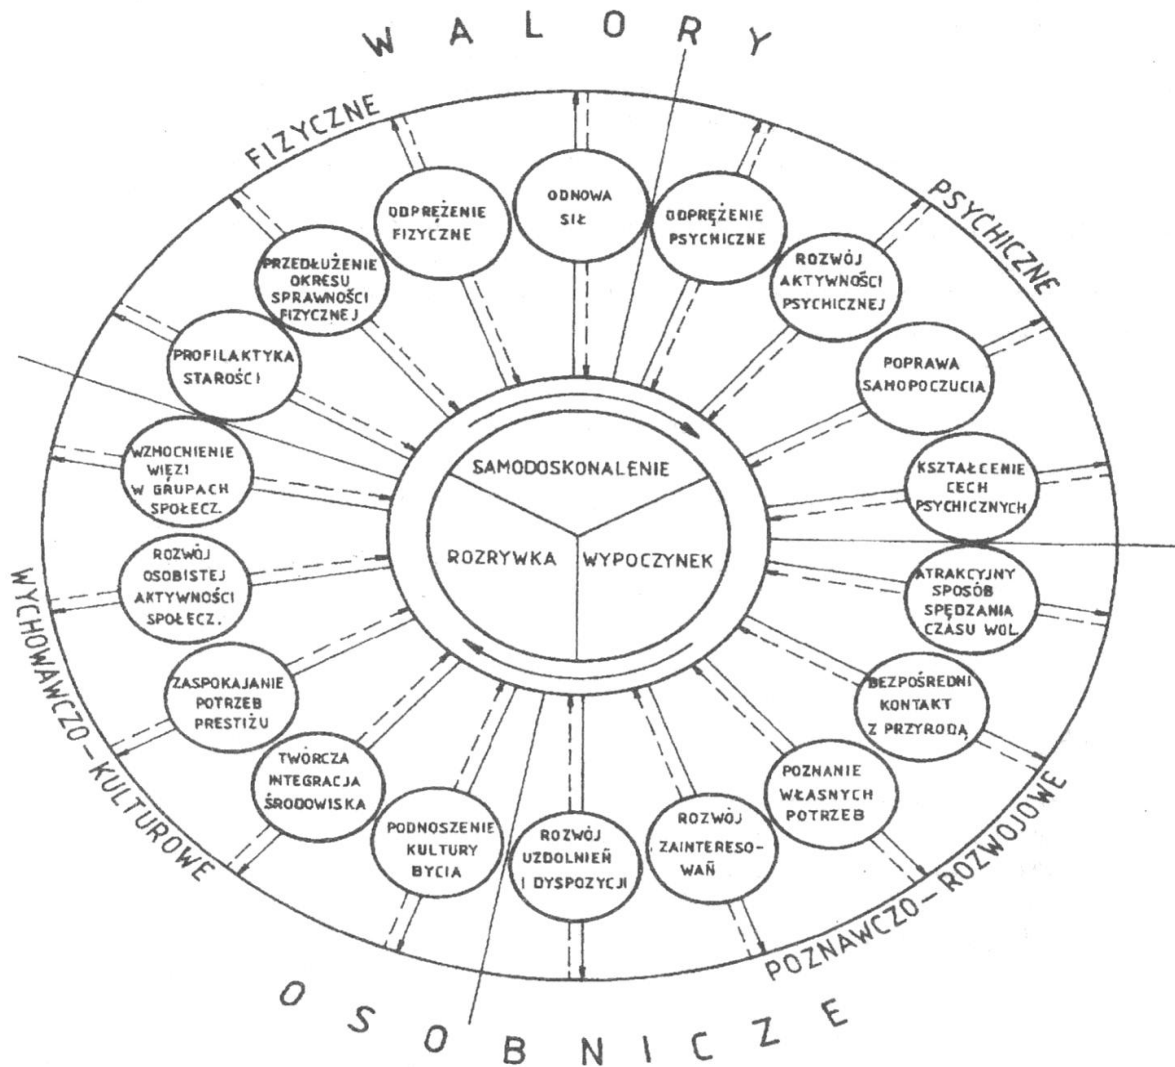 WALORY
FIZYCZNE
PSYCHICZNE
ODNOWA
SIŁ
ODPRĘŻENIE
PSYCHICZNE
ROZWÓJ
AKTYWNOŚCI
PSYCHICZNEJ
POPRAWA
SAMOPOCZUCIA
KSZTAŁCENIE
CECH
PSYCHICZNYCH
ATRAKCYJNY
SPOSÓB
SPĘDZANIA
CZASU WOL.
BEZPOŚREDNI
KONTAKT
Z PRZYRODĄ
POZNANIE
WŁASNYCH
POTRZEB
ROZWÓJ
ZAINTERESO-
WAŃ
ROZWÓJ
UZDOLNIEŃ
I DYSPOZYCJI
PODNOSZENIE
KULTURY
BYCIA
TWÓRCZA
INTEGRACJA
ŚRODOWISKA
ZASPOKAJANIE
POTRZEB
PRESTIŻU
ROZWÓJ
OSOBISTEJ
AKTYWNOŚCI
SPOŁECZ.
WZMOCNIENIE
WIĘZI
W GRUPACH
SPOŁECZ.
PROFILAKTYKA
STAROŚCI
PRZEDŁUŻENIE
OKRESU
SPRAWNOŚCI
FIZYCZNEJ
ODPRĘŻENIE
FIZYCZNE
SAMODOSKONALENIE
ROZRYWKA
WYPOCZYNEK
WYCHOWAWCZO-KULTUROWE
POZNAWCZO-ROZWOJOWE
OSOBNICZE